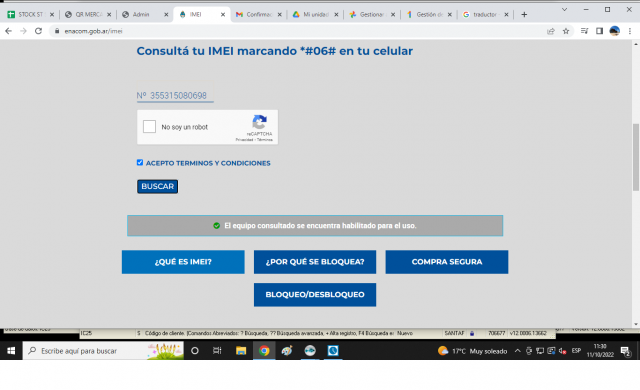 STOCK ST
QR MERC
Admin
IMEI
Confirmac
Mi unidad
Gestionar
Gestión de
traductor
enacom.gob.ar/imei
Consultá tu IMEI marcando *#06# en tu celular
Nº 355315080698
No soy un robot
reCAPTCHA
Privacidad - Términos
ACEPTO TERMINOS Y CONDICIONES
BUSCAR
El equipo consultado se encuentra habilitado para el uso.
¿QUÉ ES IMEI?
¿POR QUÉ SE BLOQUEA?
COMPRA SEGURA
BLOQUEO/DESBLOQUEO
IC25 S Código de cliente. (Comandos Abreviados: ? Búsqueda, ?? Búsqueda avanzada, + Alta registro, F4 Búsqueda e: Nuevo SANTAF 706677 v12.0006.13662
Escribe aquí para buscar
17°C Muy soleado
ESP
11:30
11/10/2022
2